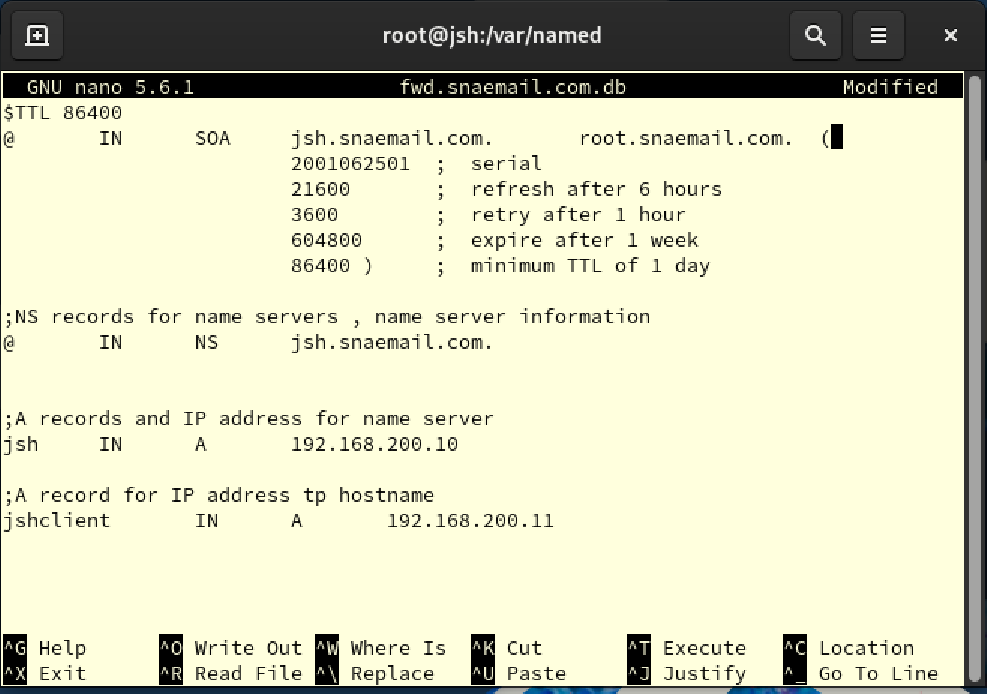 root@jsh:/var/named
GNU nano 5.6.1 fwd.snaemail.com.db Modified
$TTL 86400
@ IN SOA jsh.snaemail.com. root.snaemail.com. (
2001062501 ; serial
21600 ; refresh after 6 hours
3600 ; retry after 1 hour
604800 ; expire after 1 week
86400 ) ; minimum TTL of 1 day
;NS records for name servers , name server information
@ IN NS jsh.snaemail.com.
;A records and IP address for name server
jsh IN A 192.168.200.10
;A record for IP address tp hostname
jshclient IN A 192.168.200.11
^G Help ^O Write Out ^W Where Is ^K Cut ^T Execute ^C Location
^X Exit ^R Read File ^\ Replace ^U Paste ^J Justify ^_ Go To Line